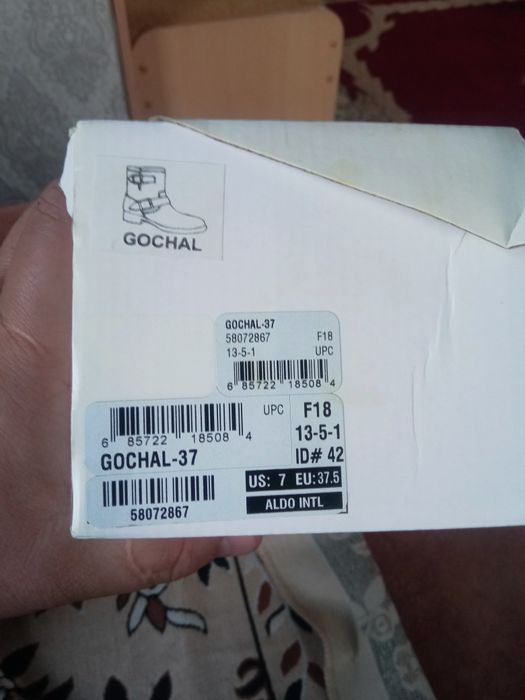 GOCHAL
GOCHAL-37
58072867 F18
13-5-1 UPC
6 85722 18508 4
UPC F18
6 85722 18508 4
13-5-1
GOCHAL-37 ID# 42
US: 7 EU:37.5
58072867
ALDO INTL